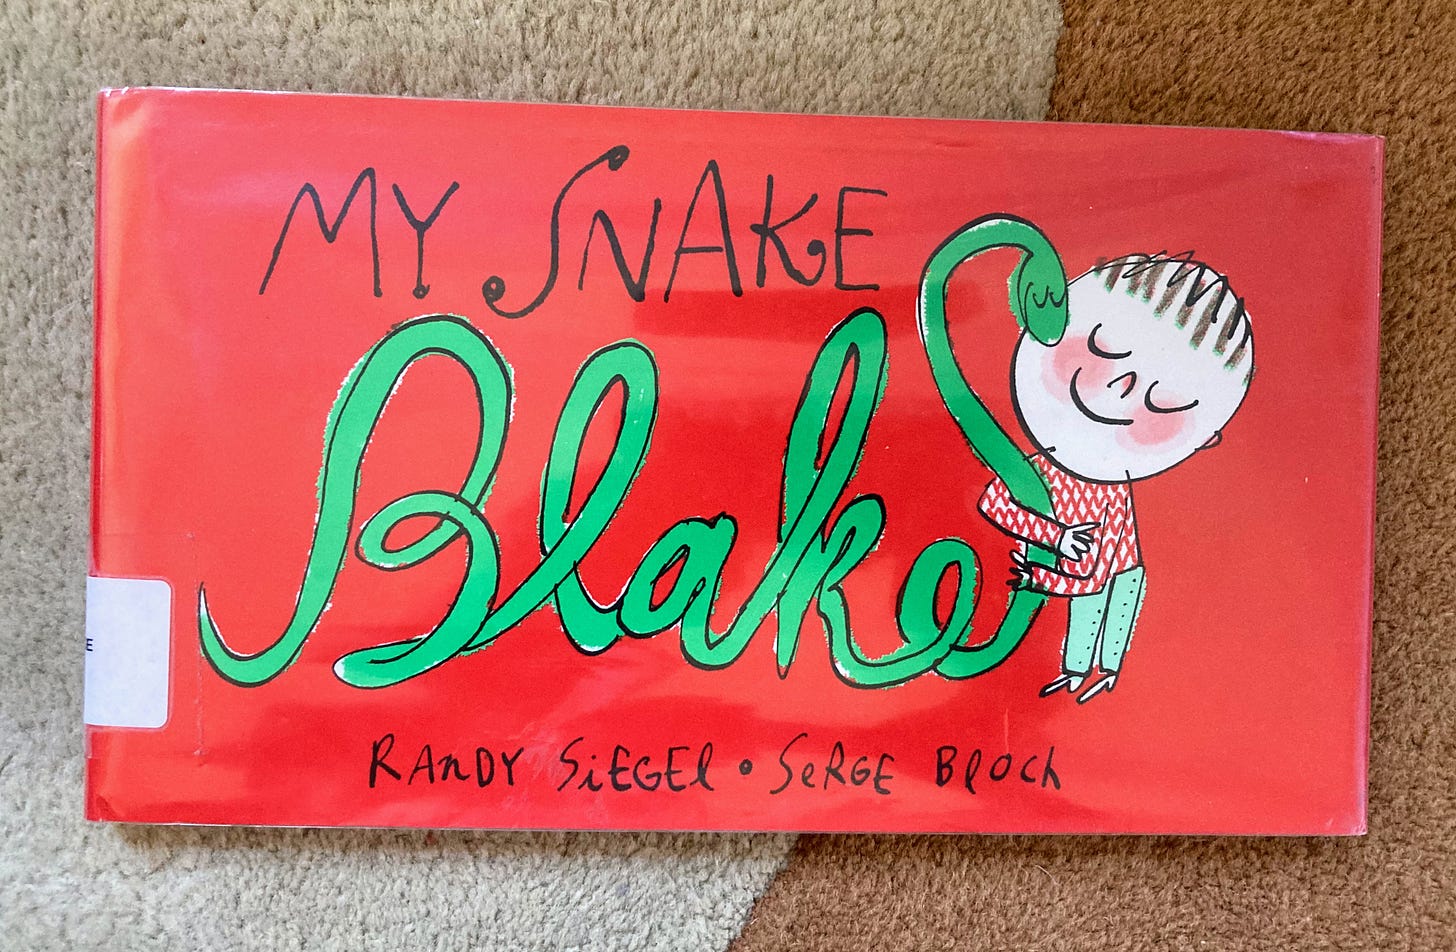 MY SNAKE
Blake
RANDY SiEGEl • SeRGE BlOCh
E